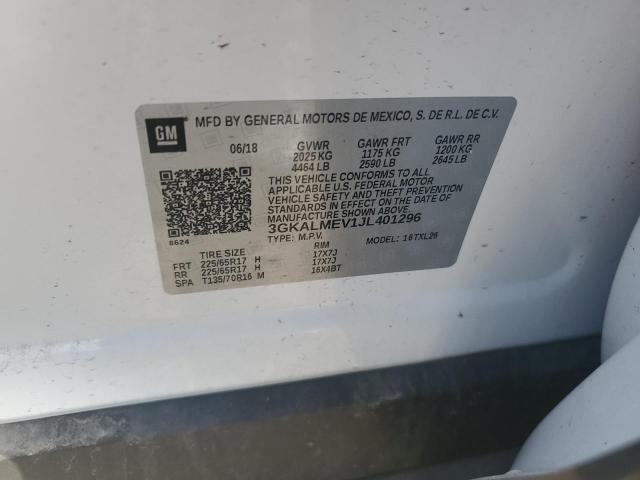 GM
MFD BY GENERAL MOTORS DE MEXICO, S. DE R.L. DE C.V.
06/18 GVWR GAWR FRT GAWR RR
2025 KG 1175 KG 1200 KG
4464 LB 2590 LB 2645 LB
THIS VEHICLE CONFORMS TO ALL
APPLICABLE U.S. FEDERAL MOTOR
VEHICLE SAFETY AND THEFT PREVENTION
STANDARDS IN EFFECT ON THE DATE OF
MANUFACTURE SHOWN ABOVE.
3GKALMEV1JL401296
8624 TYPE: M.P.V. MODEL: 16TXL26
TIRE SIZE RIM
FRT 225/65R17 H 17X7J
RR 225/65R17 H 17X7J
SPA T135/70R16 M 16X4BT